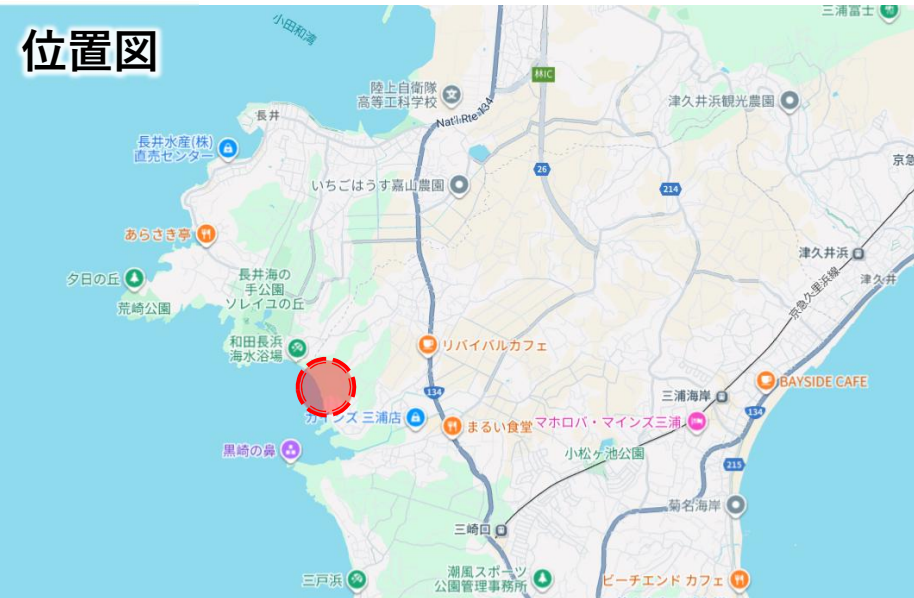 位置図
小田和湾
三浦富士
林IC
陸上自衛隊
高等工科学校
Nat'l Rte 134
津久井浜観光農園
長井
長井水産(株)
直売センター
京急
26
いちごはうす嘉山農園
214
あらさき亭
津久井浜
夕日の丘
長井海の
手公園
ソレイユの丘
荒崎公園
津久井
京急久里浜線
和田長浜
海水浴場
リバイバルカフェ
BAYSIDE CAFE
134
三浦海岸
134
カインズ 三浦店
まるい食堂
マホロバ・マインズ三浦
黒崎の鼻
小松ヶ池公園
215
菊名海岸
三崎口
三戸浜
潮風スポーツ
公園管理事務所
ビーチエンド カフェ